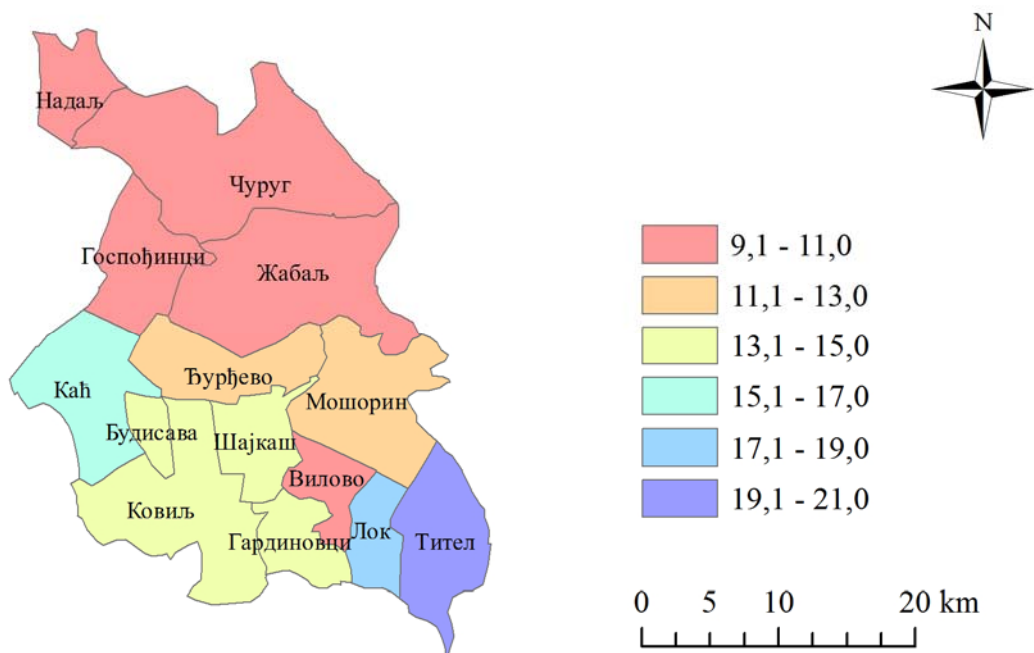 N
Надаљ
Чуруг
Госпођинци
Жабаљ
Ђурђево
Каћ
Мошорин
Будисава
Шајкаш
Вилово
Ковиљ
Гардиновци
Лок
Тител
9,1 - 11,0
11,1 - 13,0
13,1 - 15,0
15,1 - 17,0
17,1 - 19,0
19,1 - 21,0
0 5 10 20 km